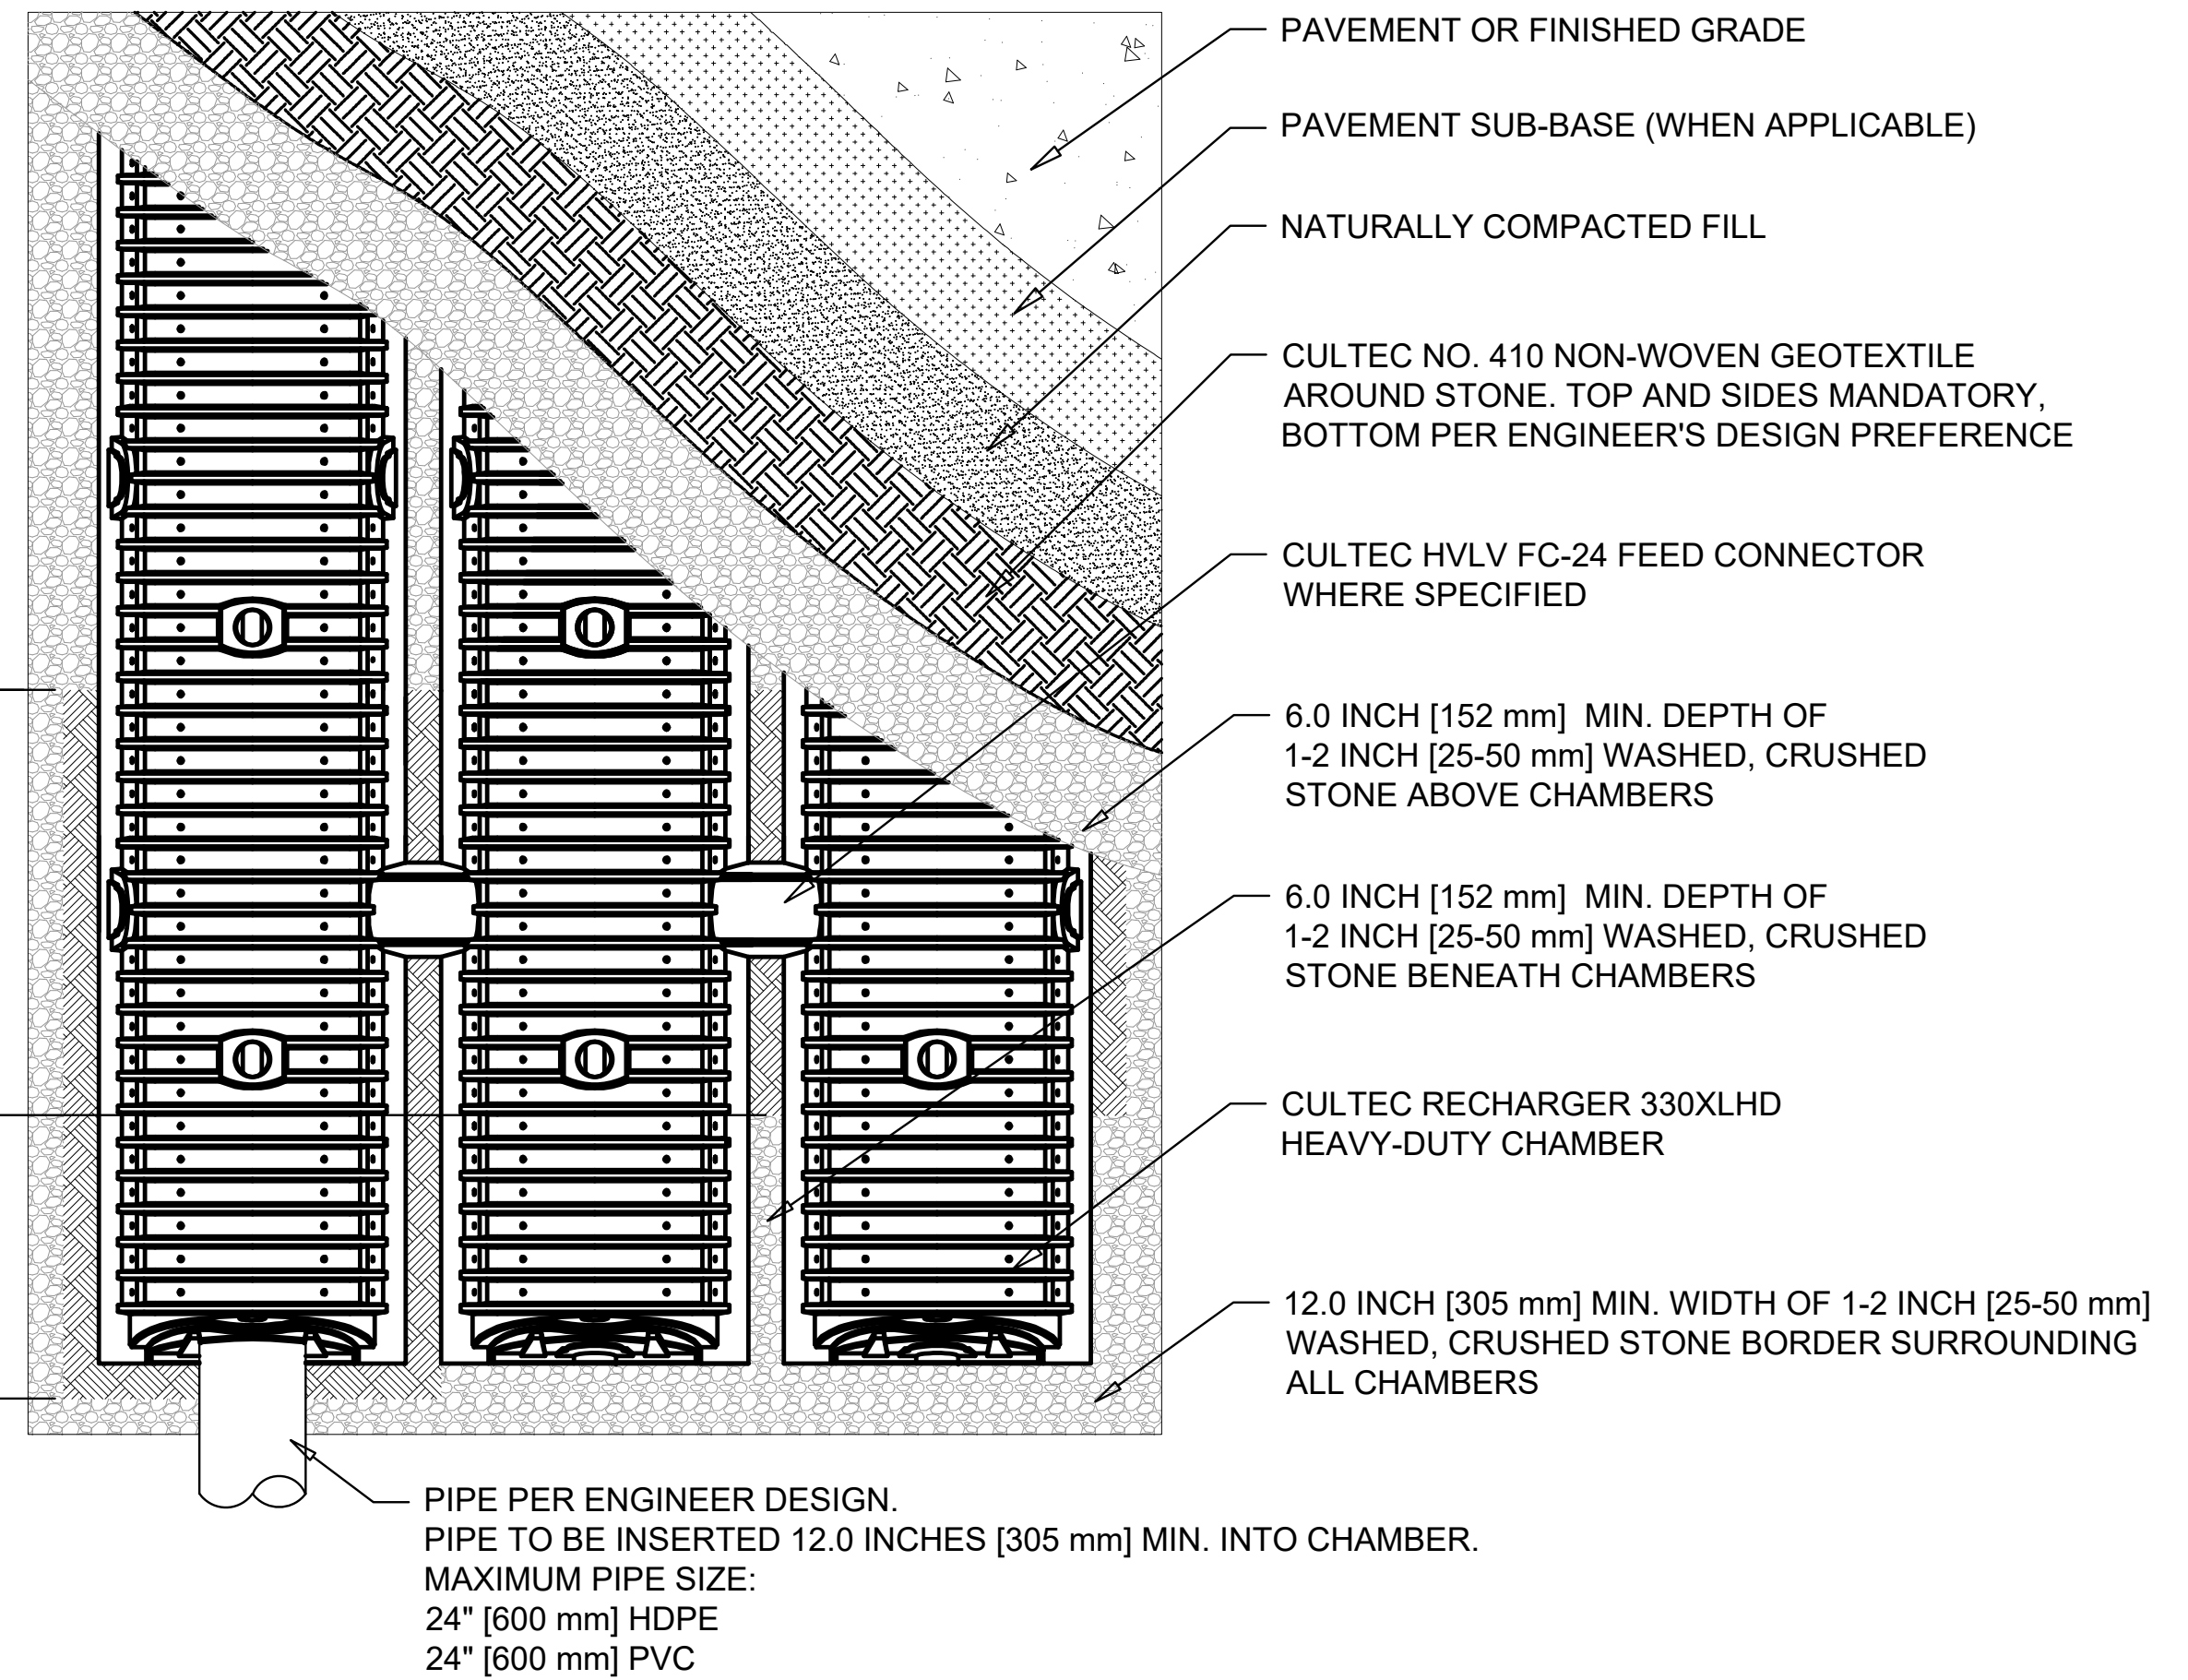 PAVEMENT OR FINISHED GRADE
PAVEMENT SUB-BASE (WHEN APPLICABLE)
NATURALLY COMPACTED FILL
CULTEC NO. 410 NON-WOVEN GEOTEXTILE
AROUND STONE. TOP AND SIDES MANDATORY,
BOTTOM PER ENGINEER'S DESIGN PREFERENCE
CULTEC HVLV FC-24 FEED CONNECTOR
WHERE SPECIFIED
6.0 INCH [152 mm] MIN. DEPTH OF
1-2 INCH [25-50 mm] WASHED, CRUSHED
STONE ABOVE CHAMBERS
6.0 INCH [152 mm] MIN. DEPTH OF
1-2 INCH [25-50 mm] WASHED, CRUSHED
STONE BENEATH CHAMBERS
CULTEC RECHARGER 330XLHD
HEAVY-DUTY CHAMBER
12.0 INCH [305 mm] MIN. WIDTH OF 1-2 INCH [25-50 mm]
WASHED, CRUSHED STONE BORDER SURROUNDING
ALL CHAMBERS
PIPE PER ENGINEER DESIGN.
PIPE TO BE INSERTED 12.0 INCHES [305 mm] MIN. INTO CHAMBER.
MAXIMUM PIPE SIZE:
24" [600 mm] HDPE
24" [600 mm] PVC